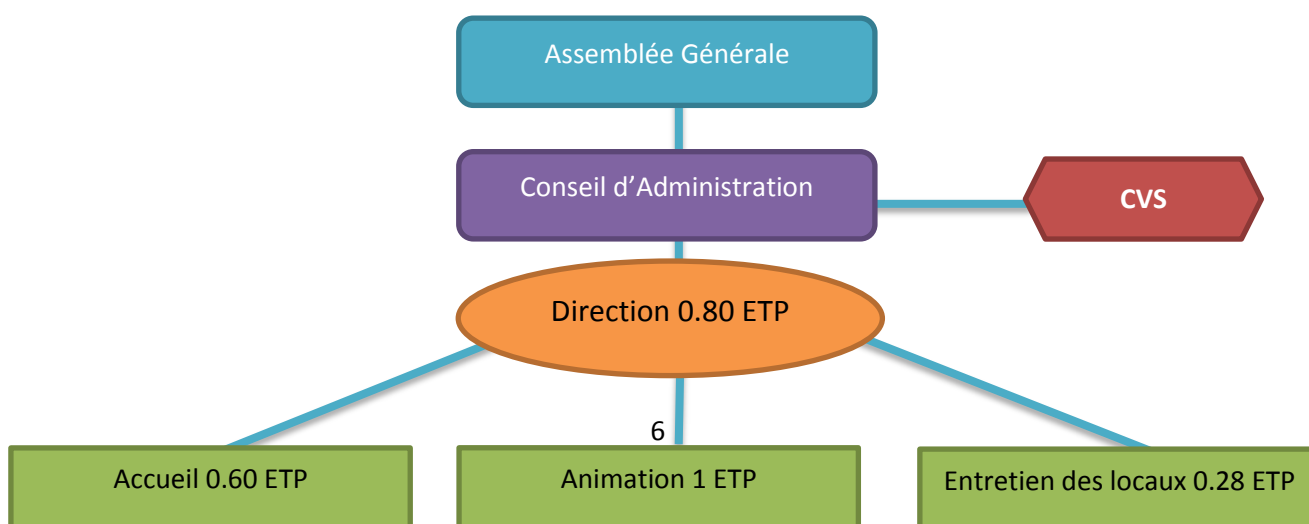 Assemblée Générale
Conseil d’Administration
CVS
Direction 0.80 ETP
6
Accueil 0.60 ETP
Animation 1 ETP
Entretien des locaux 0.28 ETP